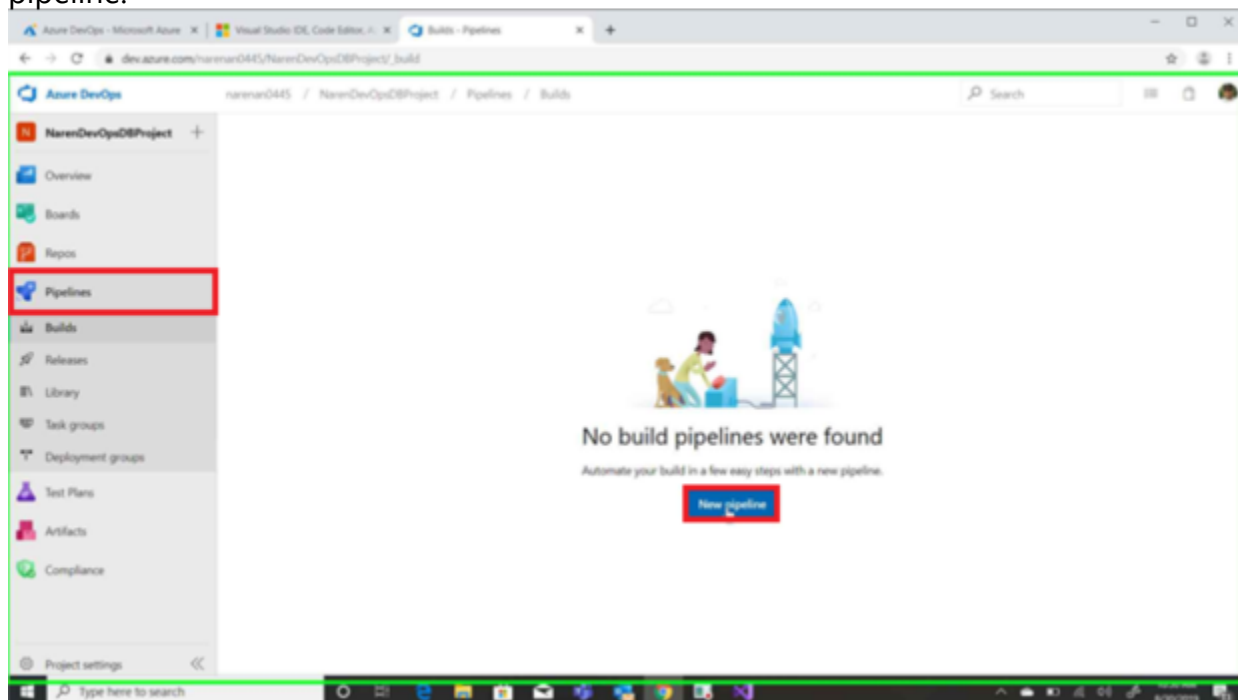 pipeline.
Azure DevOps - Microsoft Azure
Visual Studio IDE, Code Editor, A
Builds - Pipelines
dev.azure.com/narenan0445/NarenDevOpsDBProject/_build
Azure DevOps
narenan0445 / NarenDevOpsDBProject / Pipelines / Builds
Search
N NarenDevOpsDBProject
Overview
Boards
Repos
Pipelines
Builds
Releases
Library
Task groups
Deployment groups
Test Plans
Artifacts
Compliance
No build pipelines were found
Automate your build in a few easy steps with a new pipeline.
New pipeline
Project settings
Type here to search